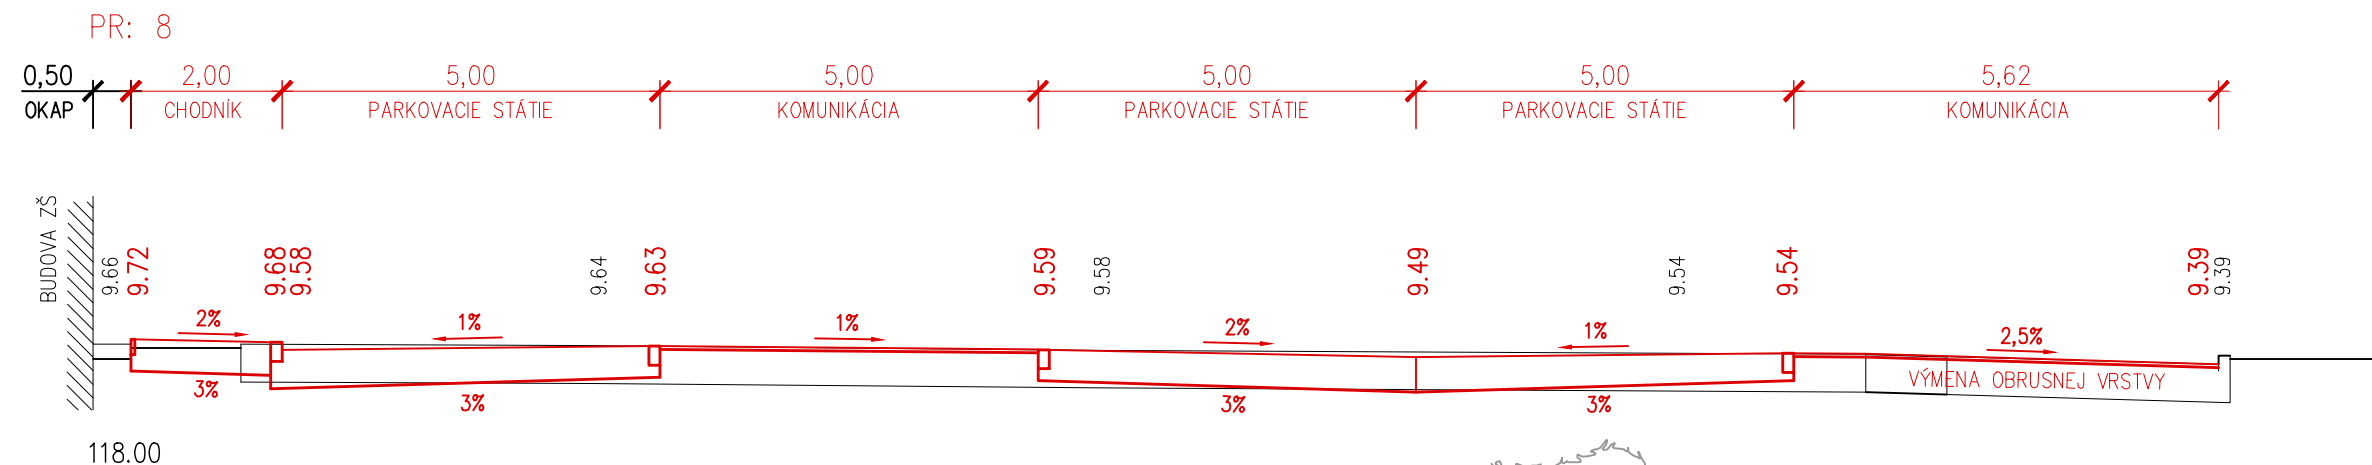 PR: 8
0,50 2,00 5,00 5,00 5,00 5,00 5,62
OKAP CHODNÍK PARKOVACIE STÁTIE KOMUNIKÁCIA PARKOVACIE STÁTIE PARKOVACIE STÁTIE KOMUNIKÁCIA
BUDOVA ZŠ
9.66 9.72 9.68 9.58 9.64 9.63 9.59 9.58 9.49 9.54 9.54 9.39 9.39
2% 1% 1% 2% 1% 2,5%
VÝMENA OBRUSNEJ VRSTVY
3% 3% 3% 3%
118.00